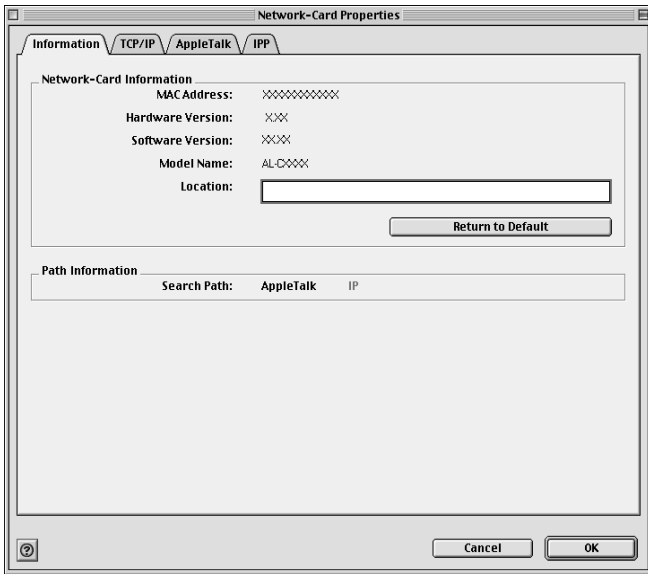 Network-Card Properties
Information TCP/IP AppleTalk IPP
Network-Card Information
MAC Address: XXXXXXXXXXX
Hardware Version: X.XX
Software Version: XX.XX
Model Name: AL-CXXXX
Location:
Return to Default
Path Information
Search Path: AppleTalk IP
?
Cancel OK